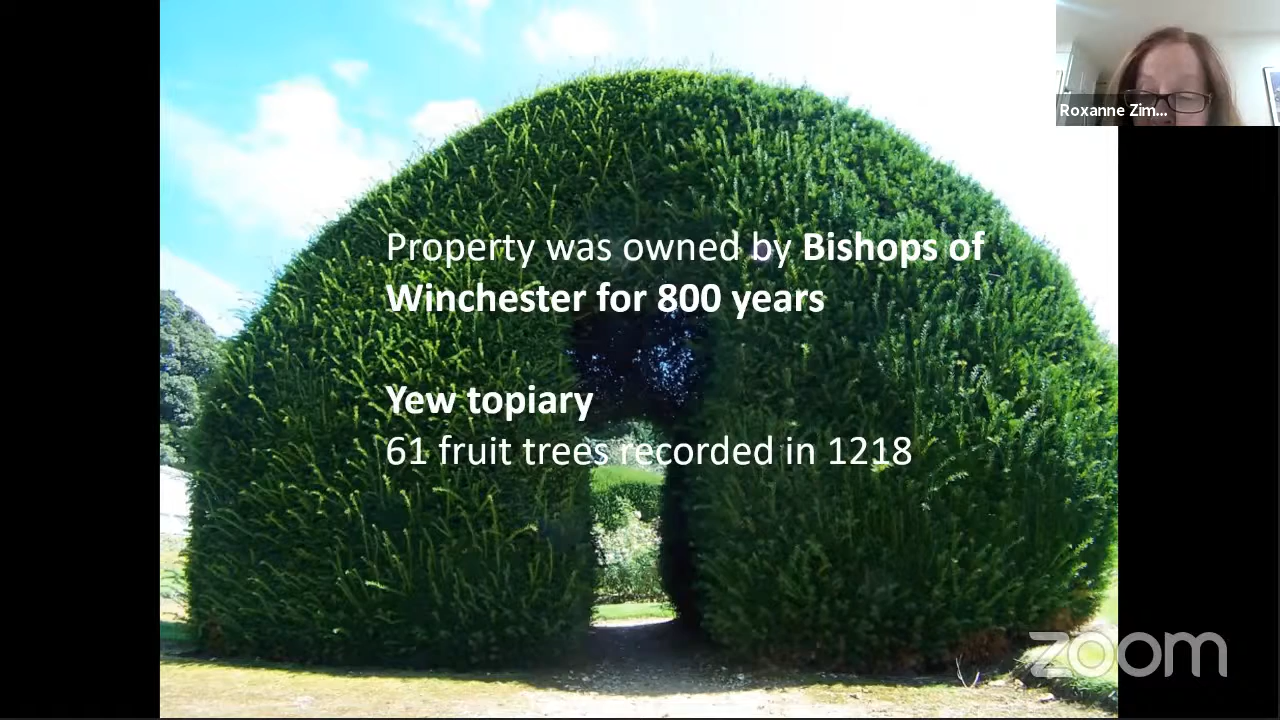 Roxanne Zim...
Property was owned by Bishops of
Winchester for 800 years
Yew topiary
61 fruit trees recorded in 1218
zoom